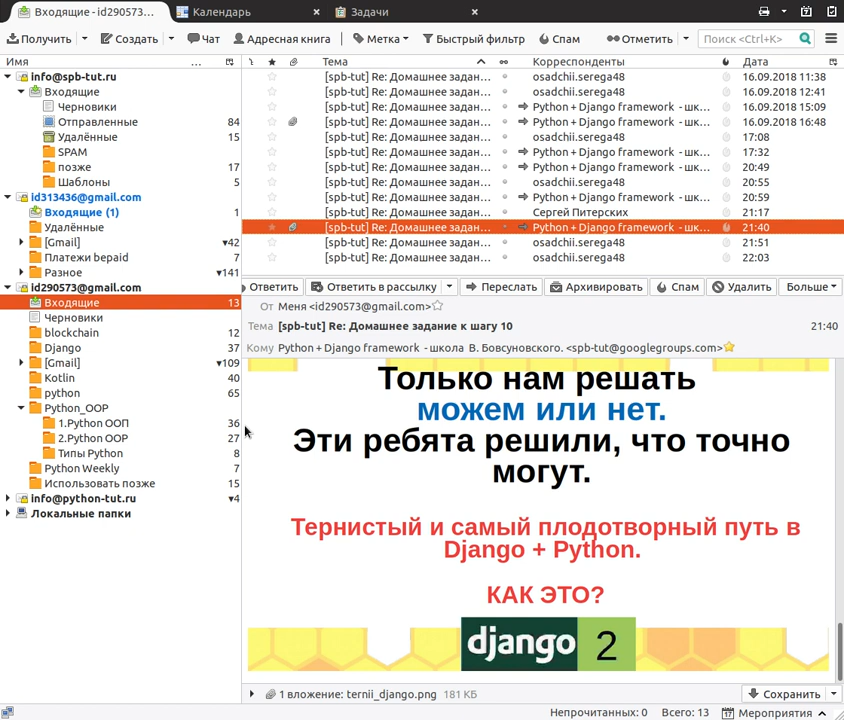 Входящие - id290573...
Календарь
Задачи
Получить
Создать
Чат
Адресная книга
Метка
Быстрый фильтр
Спам
Отметить
Поиск <Ctrl+K>
Имя
...
Тема
Корреспонденты
Дата
info@spb-tut.ru
Входящие
Черновики
Отправленные 84
Удалённые 15
SPAM
позже 17
Шаблоны 5
id313436@gmail.com
Входящие (1) 1
Удалённые
[Gmail] ▾42
Платежи bepaid 7
Разное ▾141
id290573@gmail.com
Входящие 13
Черновики
blockchain 12
Django 37
[Gmail] ▾109
Kotlin 40
python 65
Python_OOP
1.Python ООП 36
2.Python OOP 27
Типы Python 8
Python Weekly 7
Использовать позже 15
info@python-tut.ru ▾4
Локальные папки
[spb-tut] Re: Домашнее задан... osadchii.serega48 16.09.2018 11:38
[spb-tut] Re: Домашнее задан... osadchii.serega48 16.09.2018 12:41
[spb-tut] Re: Домашнее задан... Python + Django framework - шк... 16.09.2018 15:09
[spb-tut] Re: Домашнее задан... Python + Django framework - шк... 16.09.2018 16:48
[spb-tut] Re: Домашнее задан... osadchii.serega48 17:08
[spb-tut] Re: Домашнее задан... Python + Django framework - шк... 17:32
[spb-tut] Re: Домашнее задан... Python + Django framework - шк... 20:49
[spb-tut] Re: Домашнее задан... osadchii.serega48 20:55
[spb-tut] Re: Домашнее задан... Python + Django framework - шк... 20:59
[spb-tut] Re: Домашнее задан... Сергей Питерских 21:17
[spb-tut] Re: Домашнее задан... Python + Django framework - шк... 21:40
[spb-tut] Re: Домашнее задан... osadchii.serega48 21:51
[spb-tut] Re: Домашнее задан... osadchii.serega48 22:03
Ответить
Ответить в рассылку
Переслать
Архивировать
Спам
Удалить
Больше
От Меня <id290573@gmail.com>
Тема [spb-tut] Re: Домашнее задание к шагу 10 21:40
Кому Python + Django framework - школа В. Бовсуновского. <spb-tut@googlegroups.com>
Только нам решать
можем или нет.
Эти ребята решили, что точно
могут.
Тернистый и самый плодотворный путь в
Django + Python.
КАК ЭТО?
django 2
1 вложение: ternii_django.png 181 КБ
Сохранить
Непрочитанных: 0
Всего: 13
17
Мероприятия